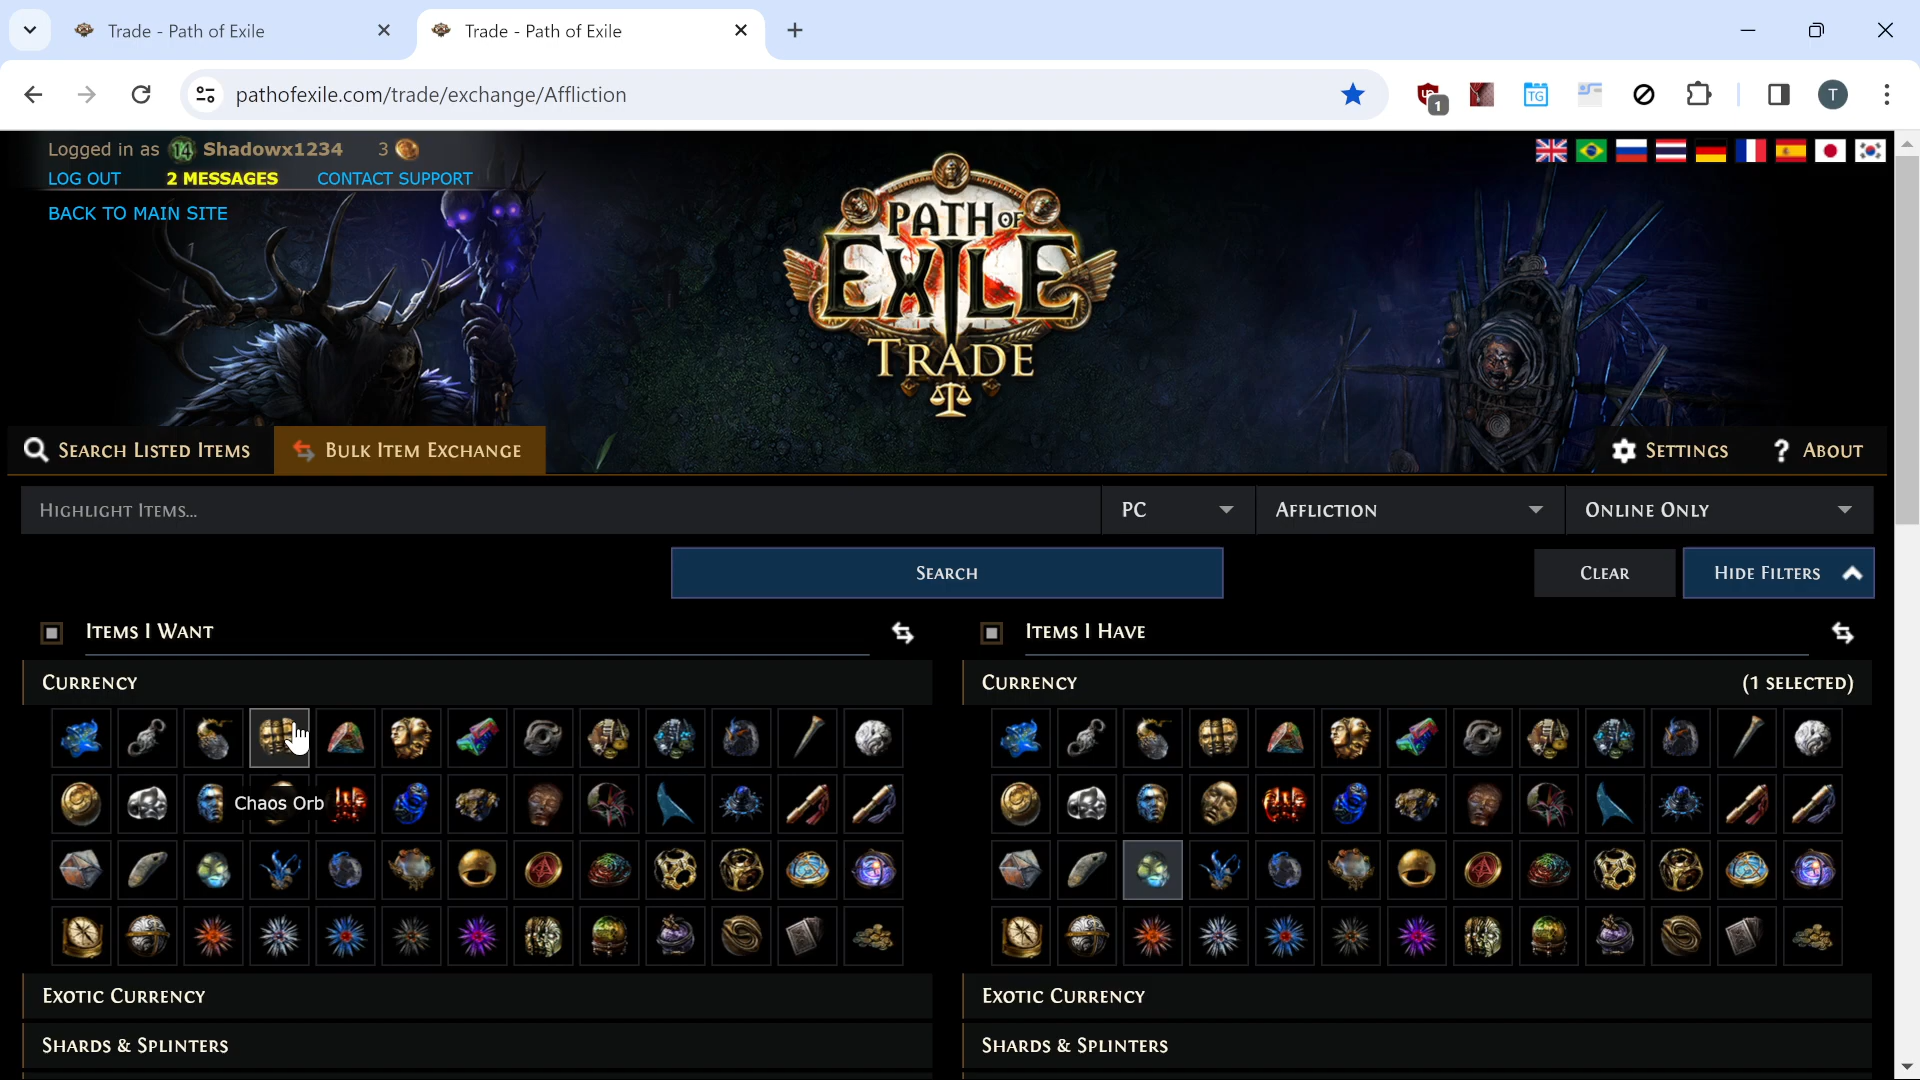 Trade - Path of Exile
Trade - Path of Exile
pathofexile.com/trade/exchange/Affliction
1
TG
T
Logged in as 14 Shadowx1234 3
LOG OUT 2 MESSAGES CONTACT SUPPORT
BACK TO MAIN SITE
PATH OF
EXILE
TRADE
SEARCH LISTED ITEMS
BULK ITEM EXCHANGE
SETTINGS
? ABOUT
HIGHLIGHT ITEMS...
PC
AFFLICTION
ONLINE ONLY
SEARCH
CLEAR
HIDE FILTERS
ITEMS I WANT
ITEMS I HAVE
CURRENCY
CURRENCY (1 SELECTED)
Chaos Orb
EXOTIC CURRENCY
EXOTIC CURRENCY
SHARDS & SPLINTERS
SHARDS & SPLINTERS